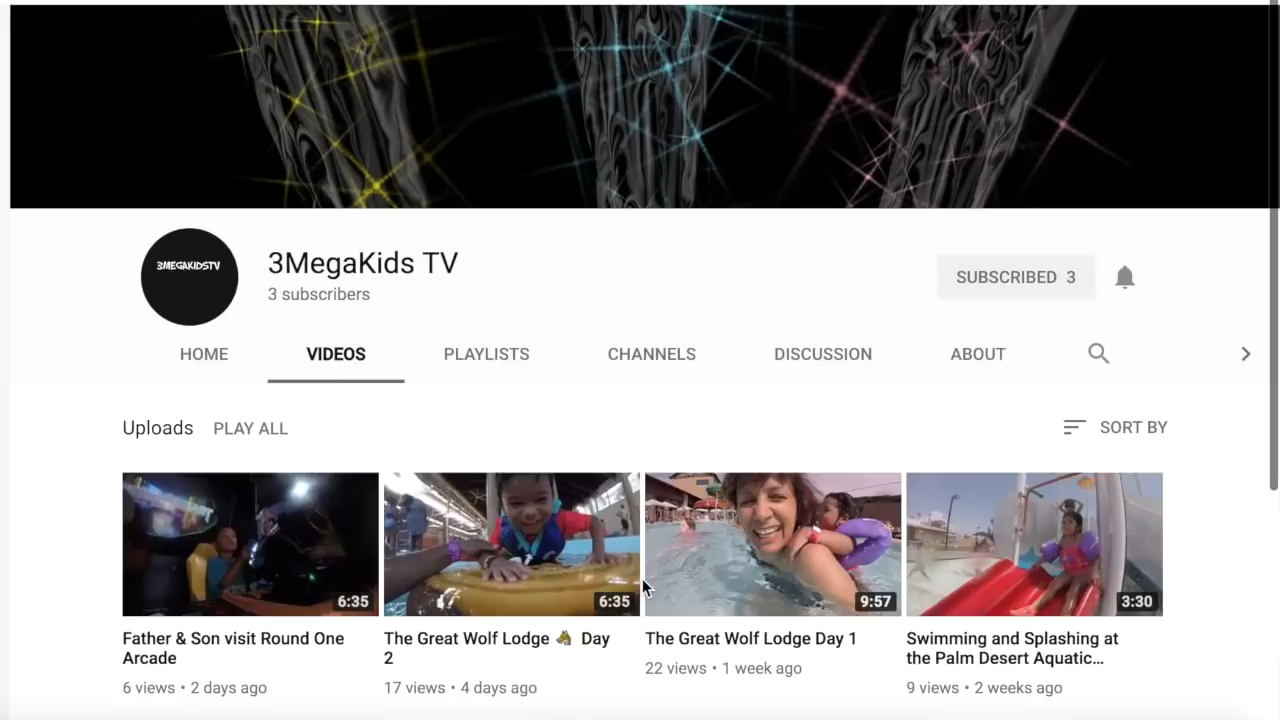 3MEGAKIDSTV
3MegaKids TV
3 subscribers
SUBSCRIBED 3
HOME
VIDEOS
PLAYLISTS
CHANNELS
DISCUSSION
ABOUT
Uploads
PLAY ALL
SORT BY
6:35
6:35
9:57
3:30
Father & Son visit Round One
Arcade
6 views • 2 days ago
The Great Wolf Lodge 🐴 Day
2
17 views • 4 days ago
The Great Wolf Lodge Day 1
22 views • 1 week ago
Swimming and Splashing at
the Palm Desert Aquatic...
9 views • 2 weeks ago